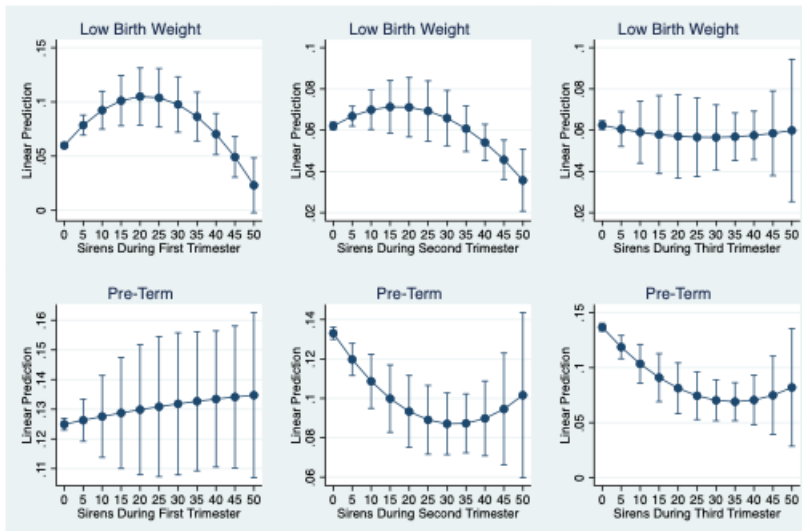 Low Birth Weight
Linear Prediction
0 .05 .1 .15
0 5 10 15 20 25 30 35 40 45 50
Sirens During First Trimester
Low Birth Weight
Linear Prediction
.02 .04 .06 .08 .1
0 5 10 15 20 25 30 35 40 45 50
Sirens During Second Trimester
Low Birth Weight
Linear Prediction
.02 .04 .06 .08 .1
0 5 10 15 20 25 30 35 40 45 50
Sirens During Third Trimester
Pre-Term
Linear Prediction
.11 .12 .13 .14 .15 .16
0 5 10 15 20 25 30 35 40 45 50
Sirens During First Trimester
Pre-Term
Linear Prediction
.06 .08 .1 .12 .14
0 5 10 15 20 25 30 35 40 45 50
Sirens During Second Trimester
Pre-Term
Linear Prediction
0 .05 .1 .15
0 5 10 15 20 25 30 35 40 45 50
Sirens During Third Trimester